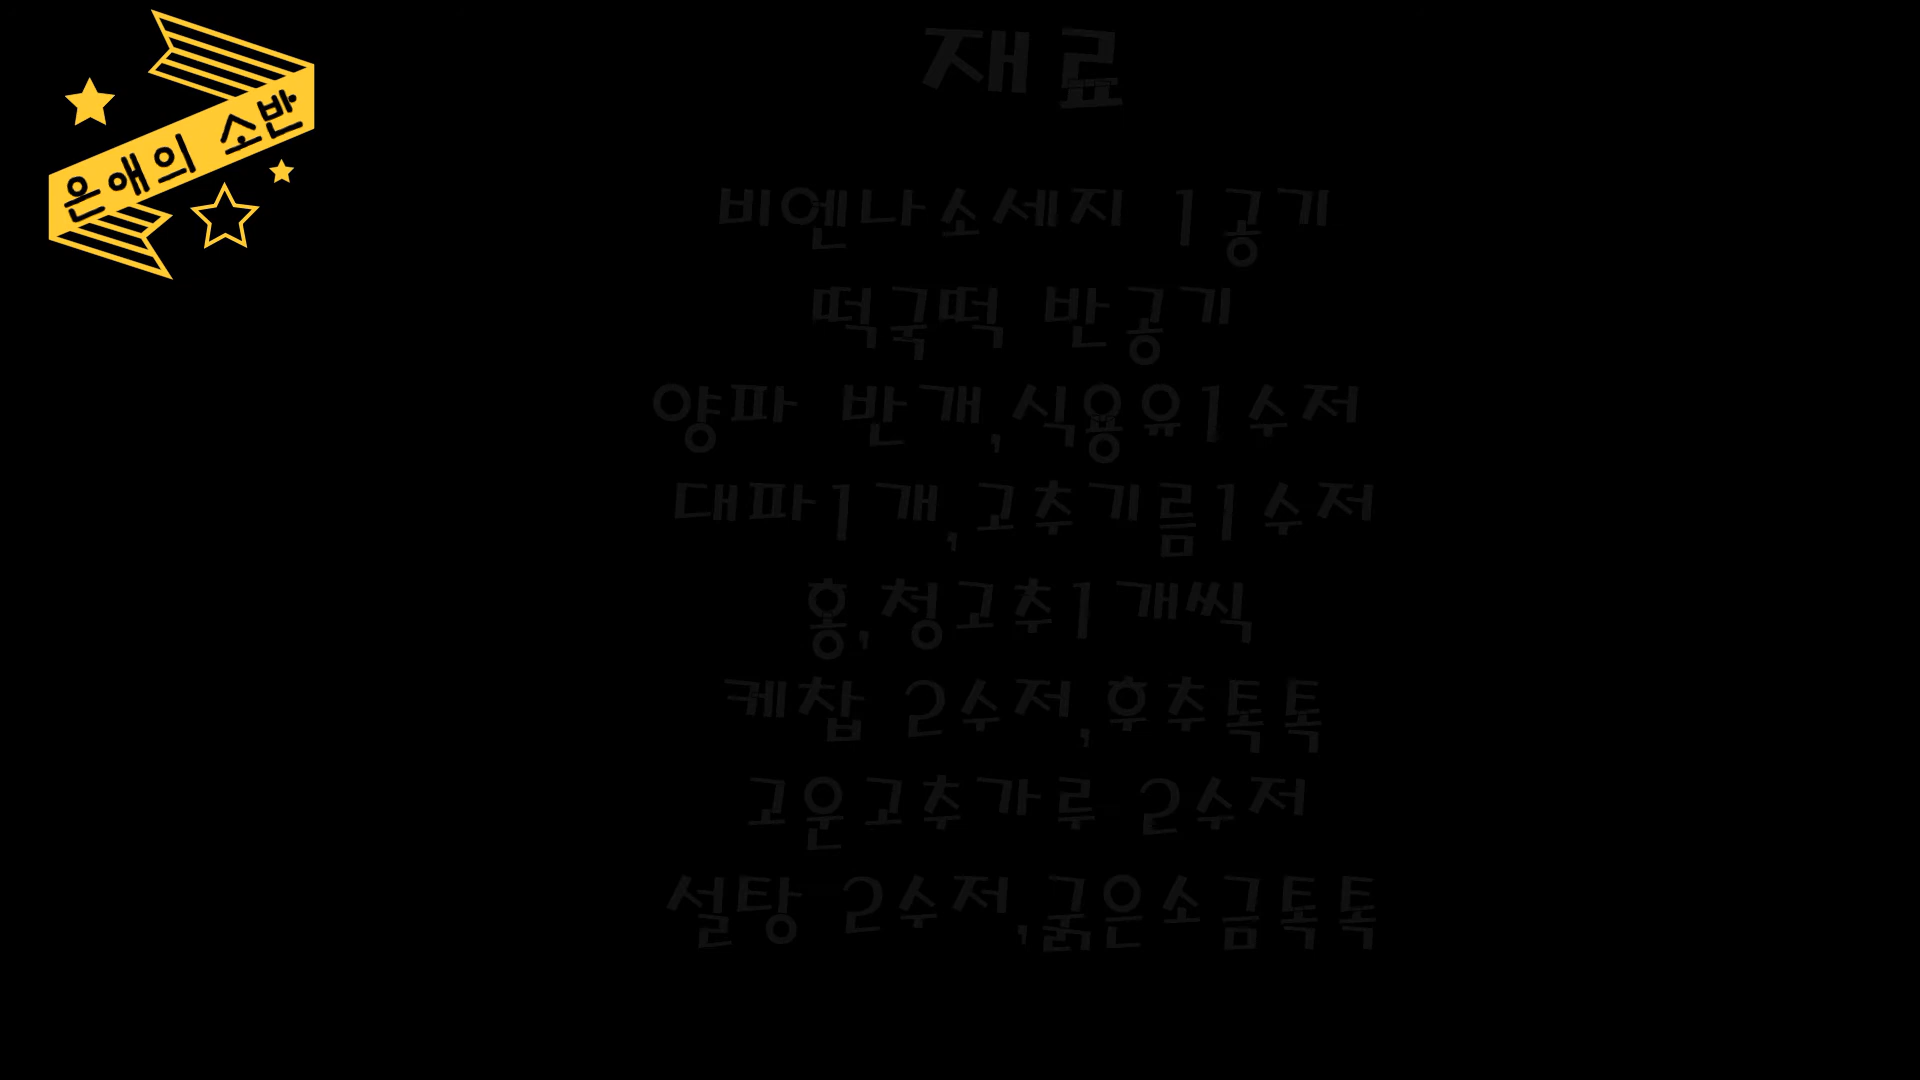 은애의 소반
재료
비엔나소세지 1공기
떡국떡 반공기
양파 반개,식용유1수저
대파1개,고추기름1수저
홍,청고추1개씩
케찹 2수저,후추톡톡
고운고추가루 2수저
설탕 2수저,굵은소금톡톡